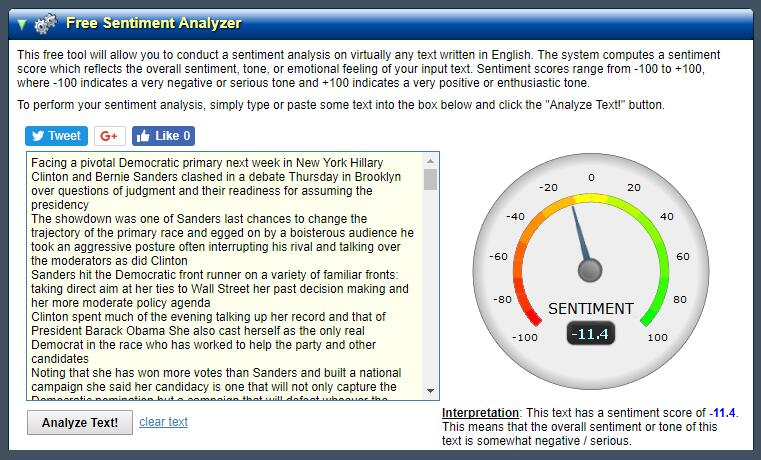 Free Sentiment Analyzer
This free tool will allow you to conduct a sentiment analysis on virtually any text written in English. The system computes a sentiment
score which reflects the overall sentiment, tone, or emotional feeling of your input text. Sentiment scores range from -100 to +100,
where -100 indicates a very negative or serious tone and +100 indicates a very positive or enthusiastic tone.
To perform your sentiment analysis, simply type or paste some text into the box below and click the "Analyze Text!" button.
Tweet
G+
Like 0
Facing a pivotal Democratic primary next week in New York Hillary
Clinton and Bernie Sanders clashed in a debate Thursday in Brooklyn
over questions of judgment and their readiness for assuming the
presidency
The showdown was one of Sanders last chances to change the
trajectory of the primary race and egged on by a boisterous audience he
took an aggressive posture often interrupting his rival and talking over
the moderators as did Clinton
Sanders hit the Democratic front runner on a variety of familiar fronts:
taking direct aim at her ties to Wall Street her past decision making and
her more moderate policy agenda
Clinton spent much of the evening talking up her record and that of
President Barack Obama She also cast herself as the only real
Democrat in the race who has worked to help the party and other
candidates
Noting that she has won more votes than Sanders and built a national
campaign she said her candidacy is one that will not only capture the
Democratic nomination but a campaign that will defeat whoever the
Analyze Text!
clear text
0
-20
20
-40
40
-60
60
-80
80
-100
100
SENTIMENT
-11.4
Interpretation: This text has a sentiment score of -11.4.
This means that the overall sentiment or tone of this
text is somewhat negative / serious.